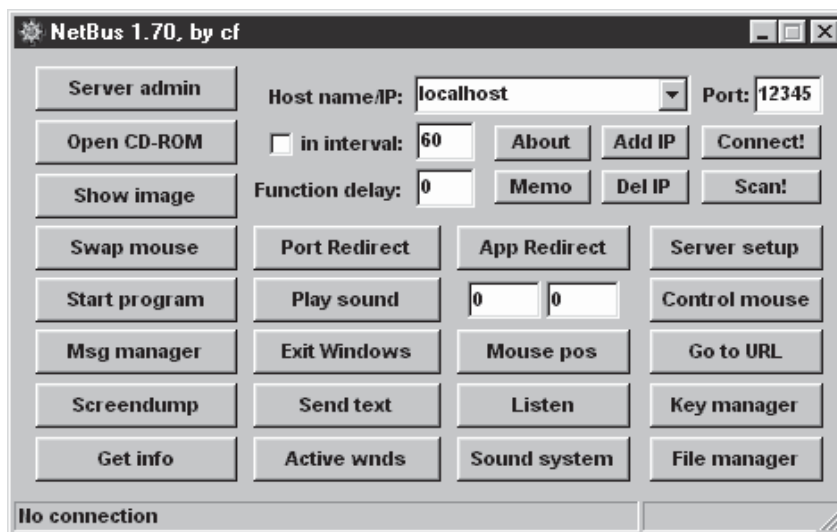 NetBus 1.70, by cf
Server admin
Host name/IP: localhost Port: 12345
Open CD-ROM
in interval: 60 About Add IP Connect!
Show image
Function delay: 0 Memo Del IP Scan!
Swap mouse Port Redirect App Redirect Server setup
Start program Play sound 0 0 Control mouse
Msg manager Exit Windows Mouse pos Go to URL
Screendump Send text Listen Key manager
Get info Active wnds Sound system File manager
No connection